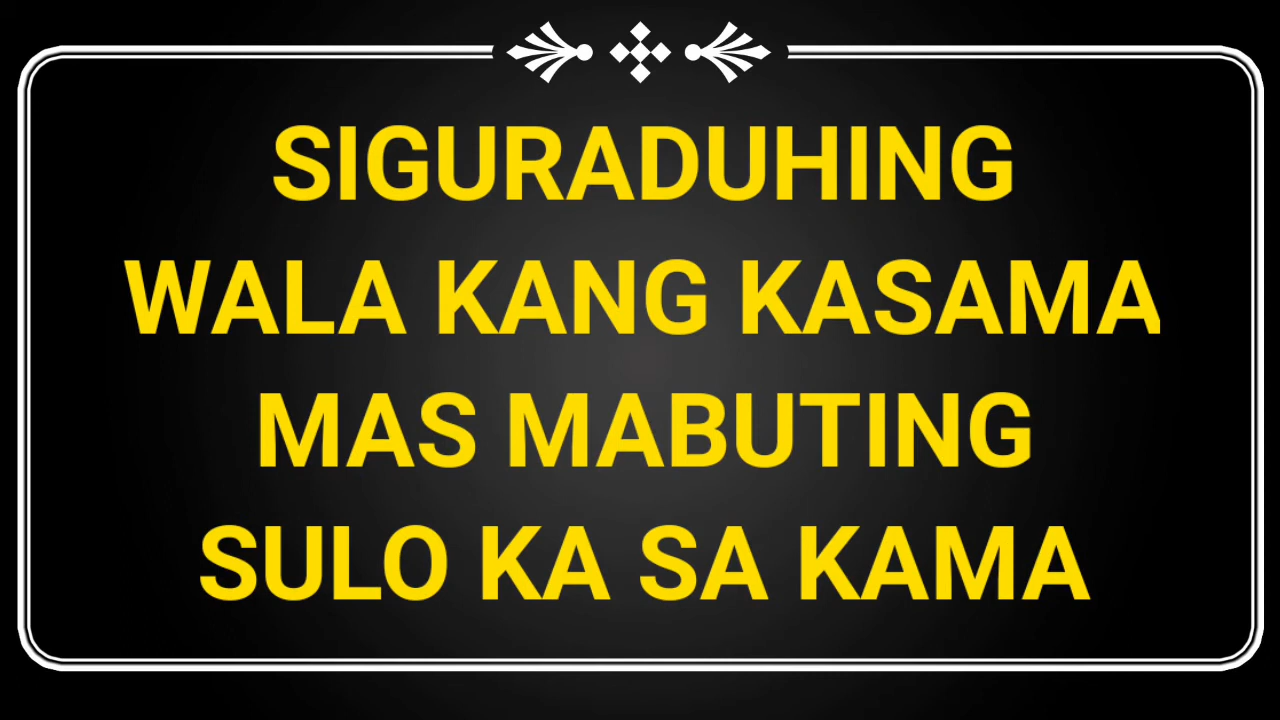 SIGURADUHING
WALA KANG KASAMA
MAS MABUTING
SULO KA SA KAMA